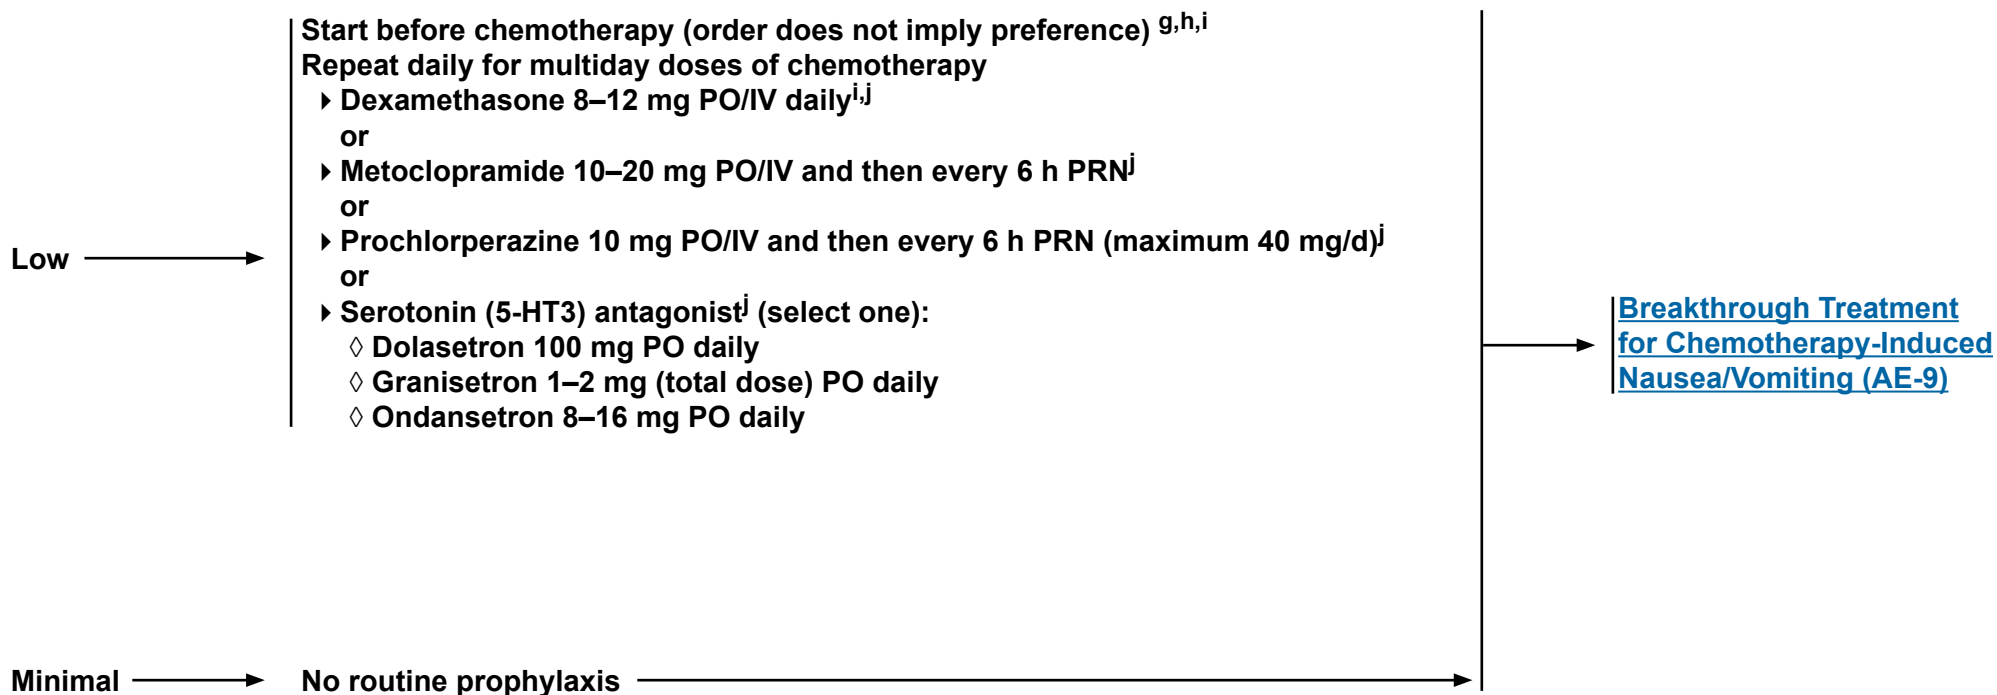 Start before chemotherapy (order does not imply preference) g,h,i
Repeat daily for multiday doses of chemotherapy
▸ Dexamethasone 8–12 mg PO/IV daily i,j
or
▸ Metoclopramide 10–20 mg PO/IV and then every 6 h PRN j
or
▸ Prochlorperazine 10 mg PO/IV and then every 6 h PRN (maximum 40 mg/d) j
Low
or
▸ Serotonin (5-HT3) antagonist j (select one):
◊ Dolasetron 100 mg PO daily
◊ Granisetron 1–2 mg (total dose) PO daily
◊ Ondansetron 8–16 mg PO daily
Breakthrough Treatment
for Chemotherapy-Induced
Nausea/Vomiting (AE-9)
Minimal
No routine prophylaxis